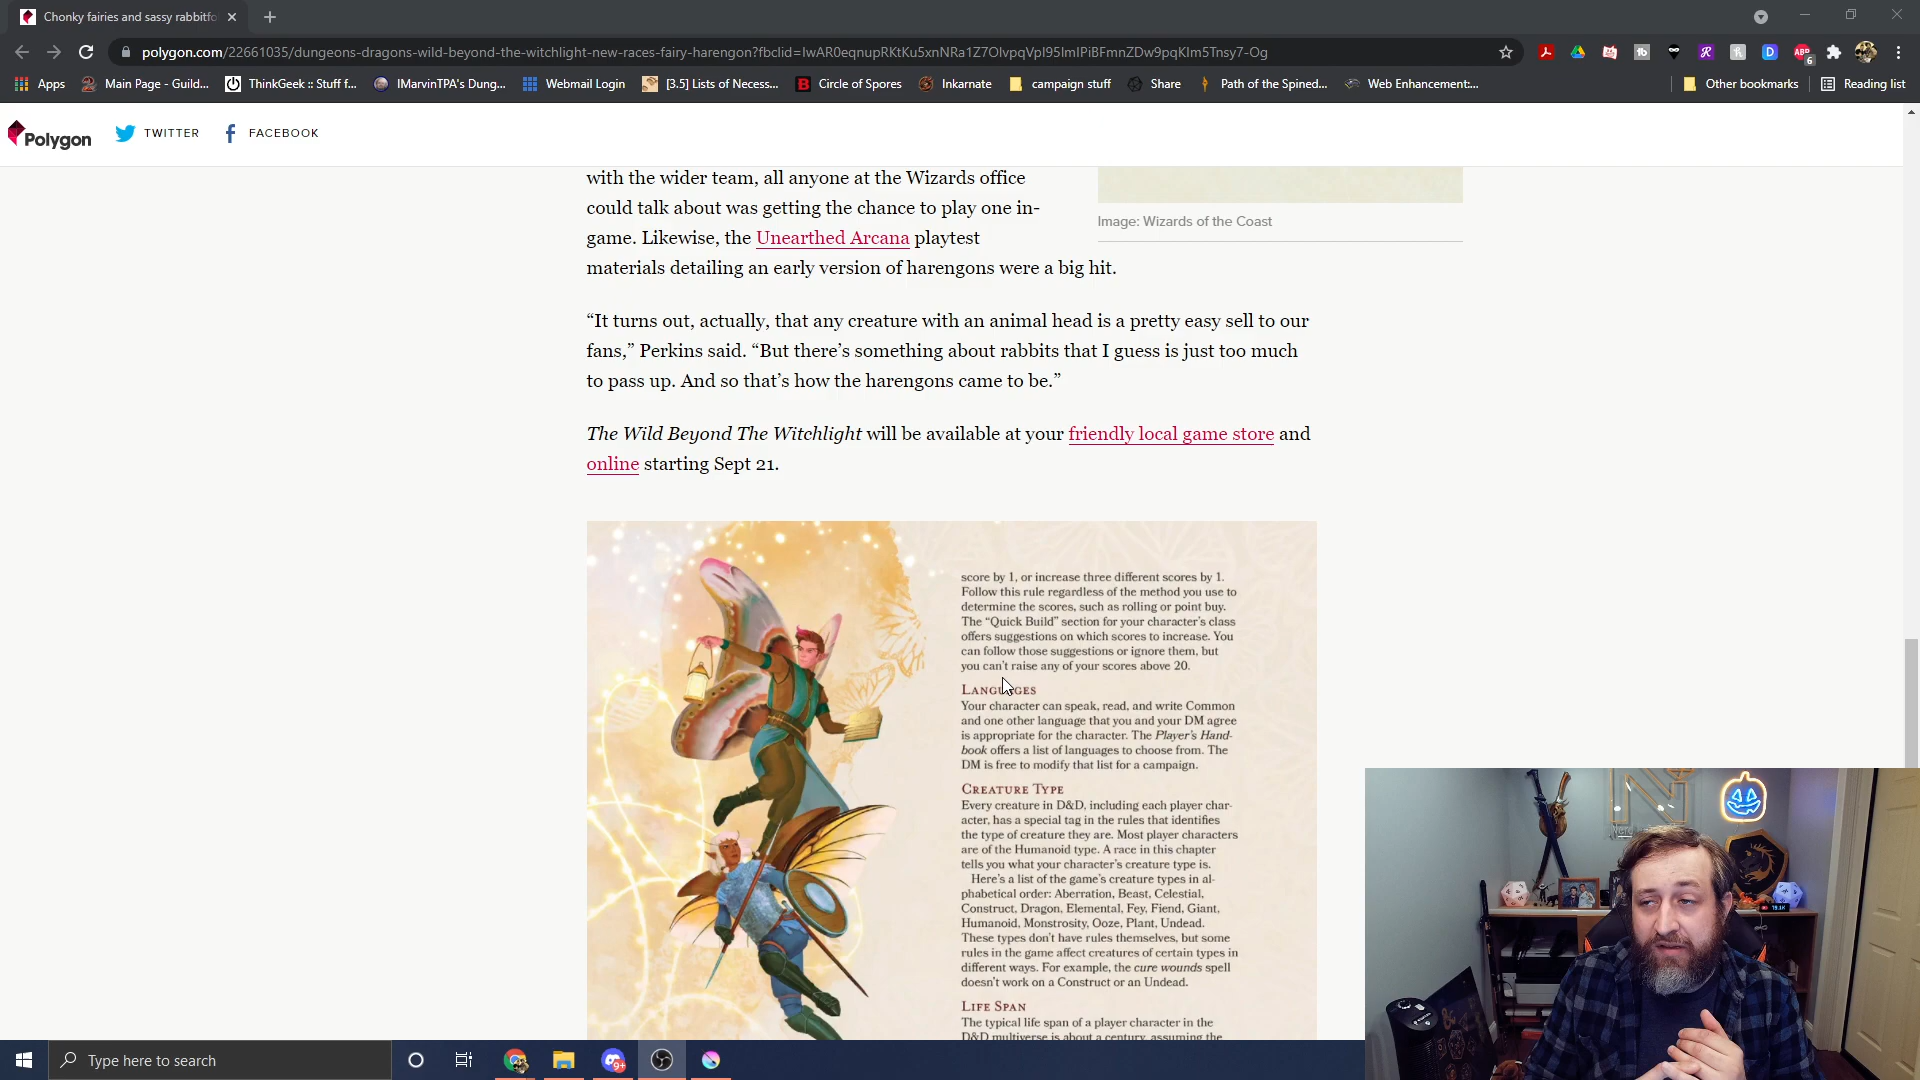 Chonky fairies and sassy rabbitfo
polygon.com/22661035/dungeons-dragons-wild-beyond-the-witchlight-new-races-fairy-harengon?fbclid=IwAR0eqnupRKtKu5xnNRa1Z7OlvpqVpI95ImIPiBFmnZDw9pqKIm5Tnsy7-Og
Apps
Main Page - Guild...
ThinkGeek :: Stuff f...
IMarvinTPA's Dung...
Webmail Login
[3.5] Lists of Necess...
Circle of Spores
Inkarnate
campaign stuff
Share
Path of the Spined...
Web Enhancement:...
Other bookmarks
Reading list
Polygon
TWITTER
FACEBOOK
with the wider team, all anyone at the Wizards office
could talk about was getting the chance to play one in-
game. Likewise, the Unearthed Arcana playtest
materials detailing an early version of harengons were a big hit.
Image: Wizards of the Coast
“It turns out, actually, that any creature with an animal head is a pretty easy sell to our
fans,” Perkins said. “But there’s something about rabbits that I guess is just too much
to pass up. And so that’s how the harengons came to be.”
The Wild Beyond The Witchlight will be available at your friendly local game store and
online starting Sept 21.
score by 1, or increase three different scores by 1.
Follow this rule regardless of the method you use to
determine the scores, such as rolling or point buy.
The “Quick Build” section for your character’s class
offers suggestions on which scores to increase. You
can follow those suggestions or ignore them, but
you can’t raise any of your scores above 20.
LANGUAGES
Your character can speak, read, and write Common
and one other language that you and your DM agree
is appropriate for the character. The Player’s Hand-
book offers a list of languages to choose from. The
DM is free to modify that list for a campaign.
CREATURE TYPE
Every creature in D&D, including each player char-
acter, has a special tag in the rules that identifies
the type of creature they are. Most player characters
are of the Humanoid type. A race in this chapter
tells you what your character’s creature type is.
Here’s a list of the game’s creature types in al-
phabetical order: Aberration, Beast, Celestial,
Construct, Dragon, Elemental, Fey, Fiend, Giant,
Humanoid, Monstrosity, Ooze, Plant, Undead.
These types don’t have rules themselves, but some
rules in the game affect creatures of certain types in
different ways. For example, the cure wounds spell
doesn’t work on a Construct or an Undead.
LIFE SPAN
The typical life span of a player character in the
D&D multiverse is about a century, assuming the
Type here to search